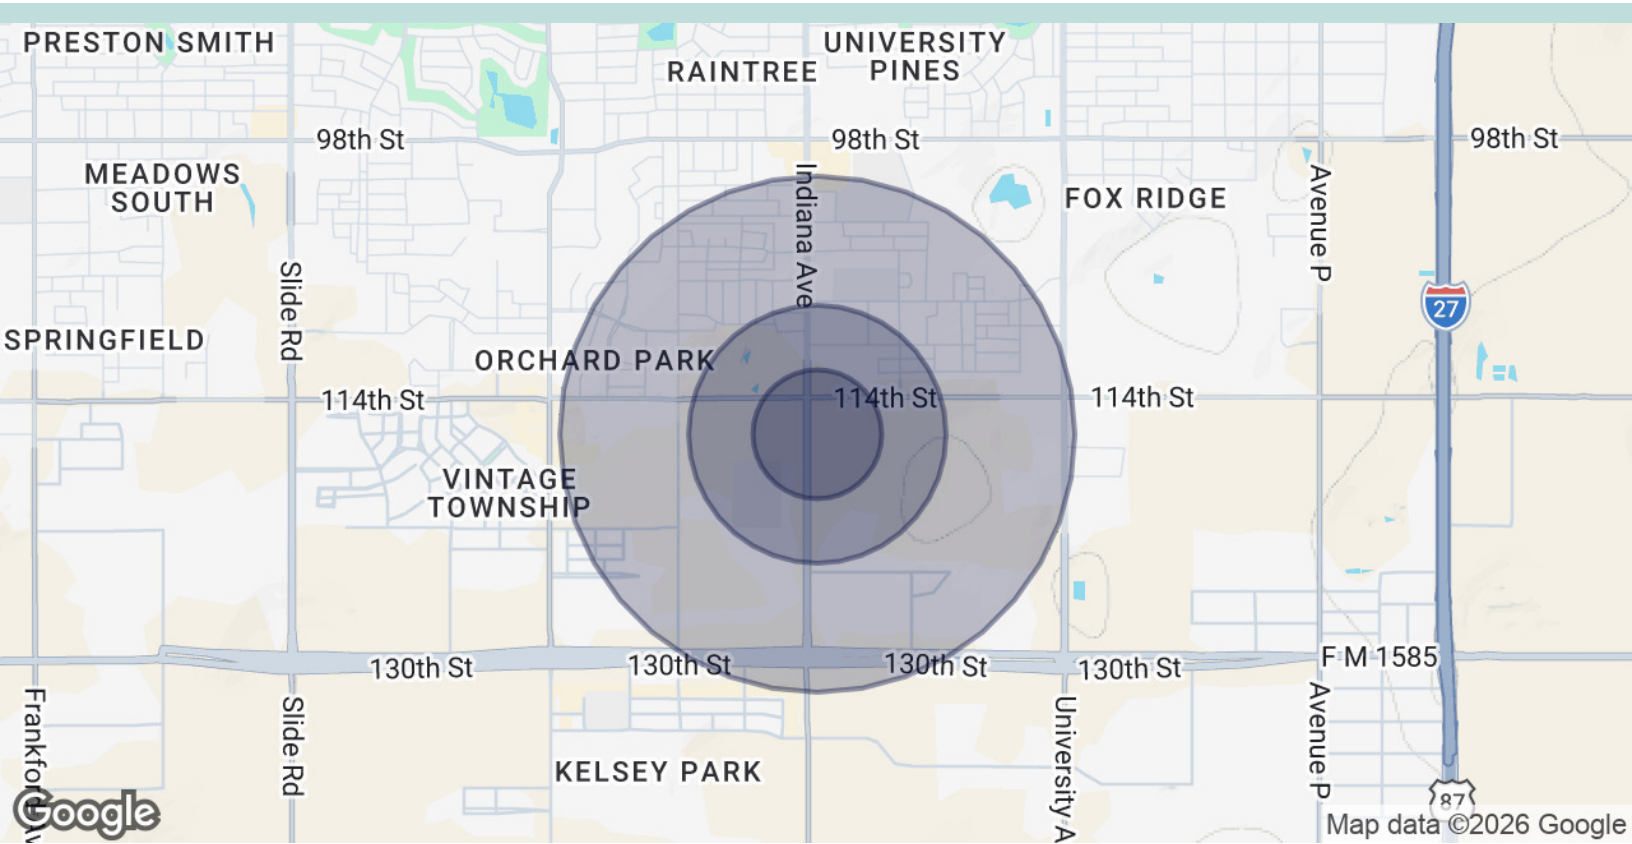 PRESTON SMITH
UNIVERSITY
PINES
RAINTREE
98th St
98th St
98th St
MEADOWS
SOUTH
Indiana Ave
FOX RIDGE
Avenue P
Slide Rd
27
SPRINGFIELD
ORCHARD PARK
114th St
114th St
114th St
VINTAGE
TOWNSHIP
130th St
130th St
130th St
130th St
FM 1585
Frankford Av
Slide Rd
University A
Avenue P
KELSEY PARK
87
Google
Map data ©2026 Google